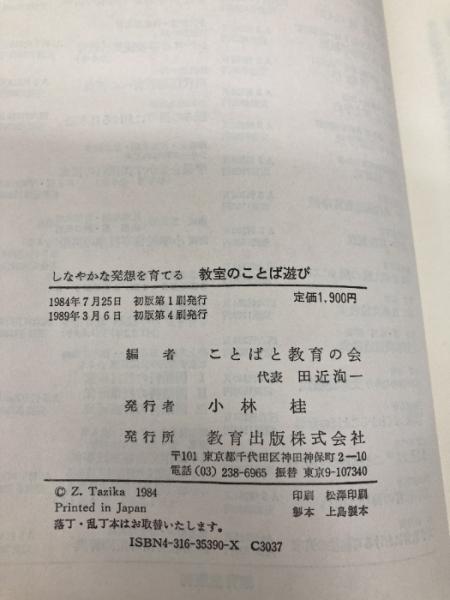 しなやかな発想を育てる 教室のことば遊び
1984年7月25日 初版第1刷発行 定価1,900円
1989年3月6日 初版第4刷発行
編者 ことばと教育の会
代表 田近洵一
発行者 小林桂
発行所 教育出版株式会社
〒101 東京都千代田区神田神保町2-10
電話 (03) 238-6965 振替 東京9-107340
© Z. Tazika 1984 印刷 松澤印刷
Printed in Japan 製本 上島製本
落丁・乱丁本はお取替いたします。
ISBN4-316-35390-X C3037